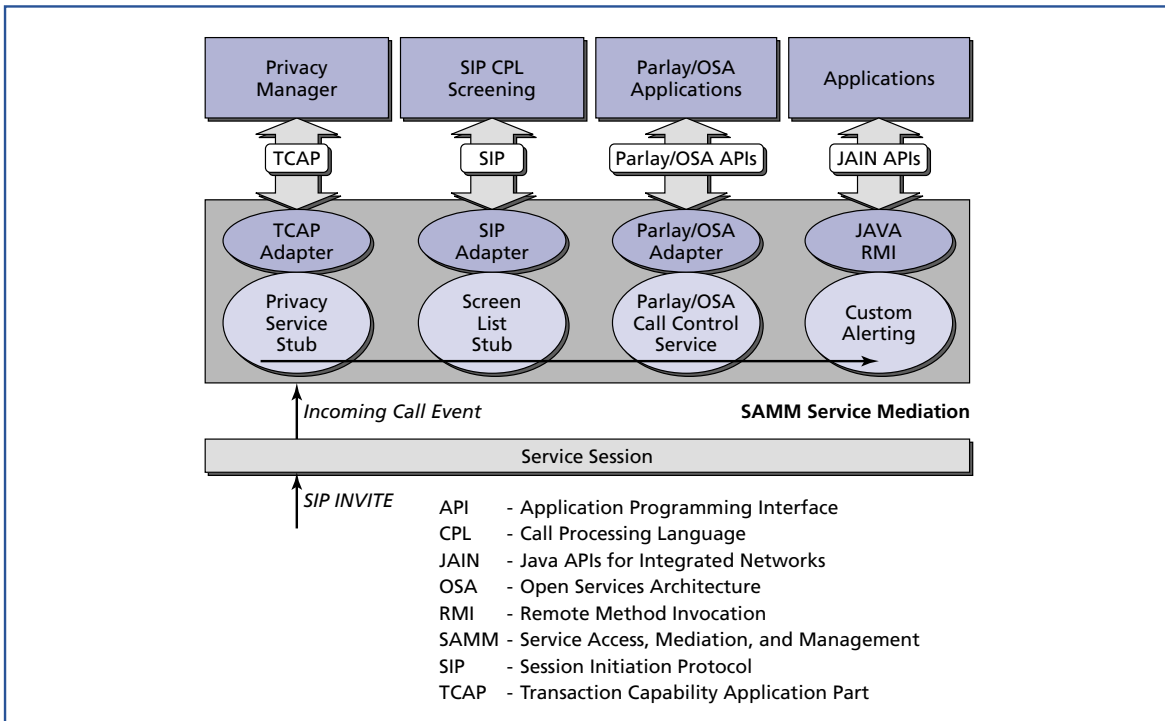 Privacy
Manager
SIP CPL
Screening
Parlay/OSA
Applications
Applications
TCAP
SIP
Parlay/OSA APIs
JAIN APIs
TCAP
Adapter
SIP
Adapter
Parlay/OSA
Adapter
JAVA
RMI
Privacy
Service
Stub
Screen
List
Stub
Parlay/OSA
Call Control
Service
Custom
Alerting
Incoming Call Event
SAMM Service Mediation
Service Session
SIP INVITE
API - Application Programming Interface
CPL - Call Processing Language
JAIN - Java APIs for Integrated Networks
OSA - Open Services Architecture
RMI - Remote Method Invocation
SAMM - Service Access, Mediation, and Management
SIP - Session Initiation Protocol
TCAP - Transaction Capability Application Part